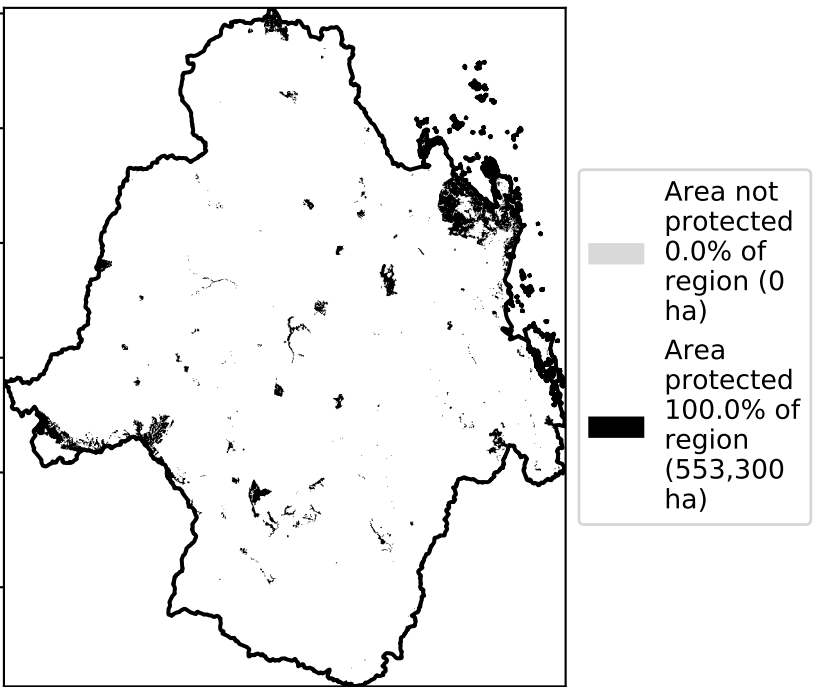 Area not
protected
0.0% of
region (0
ha)
Area
protected
100.0% of
region
(553,300
ha)